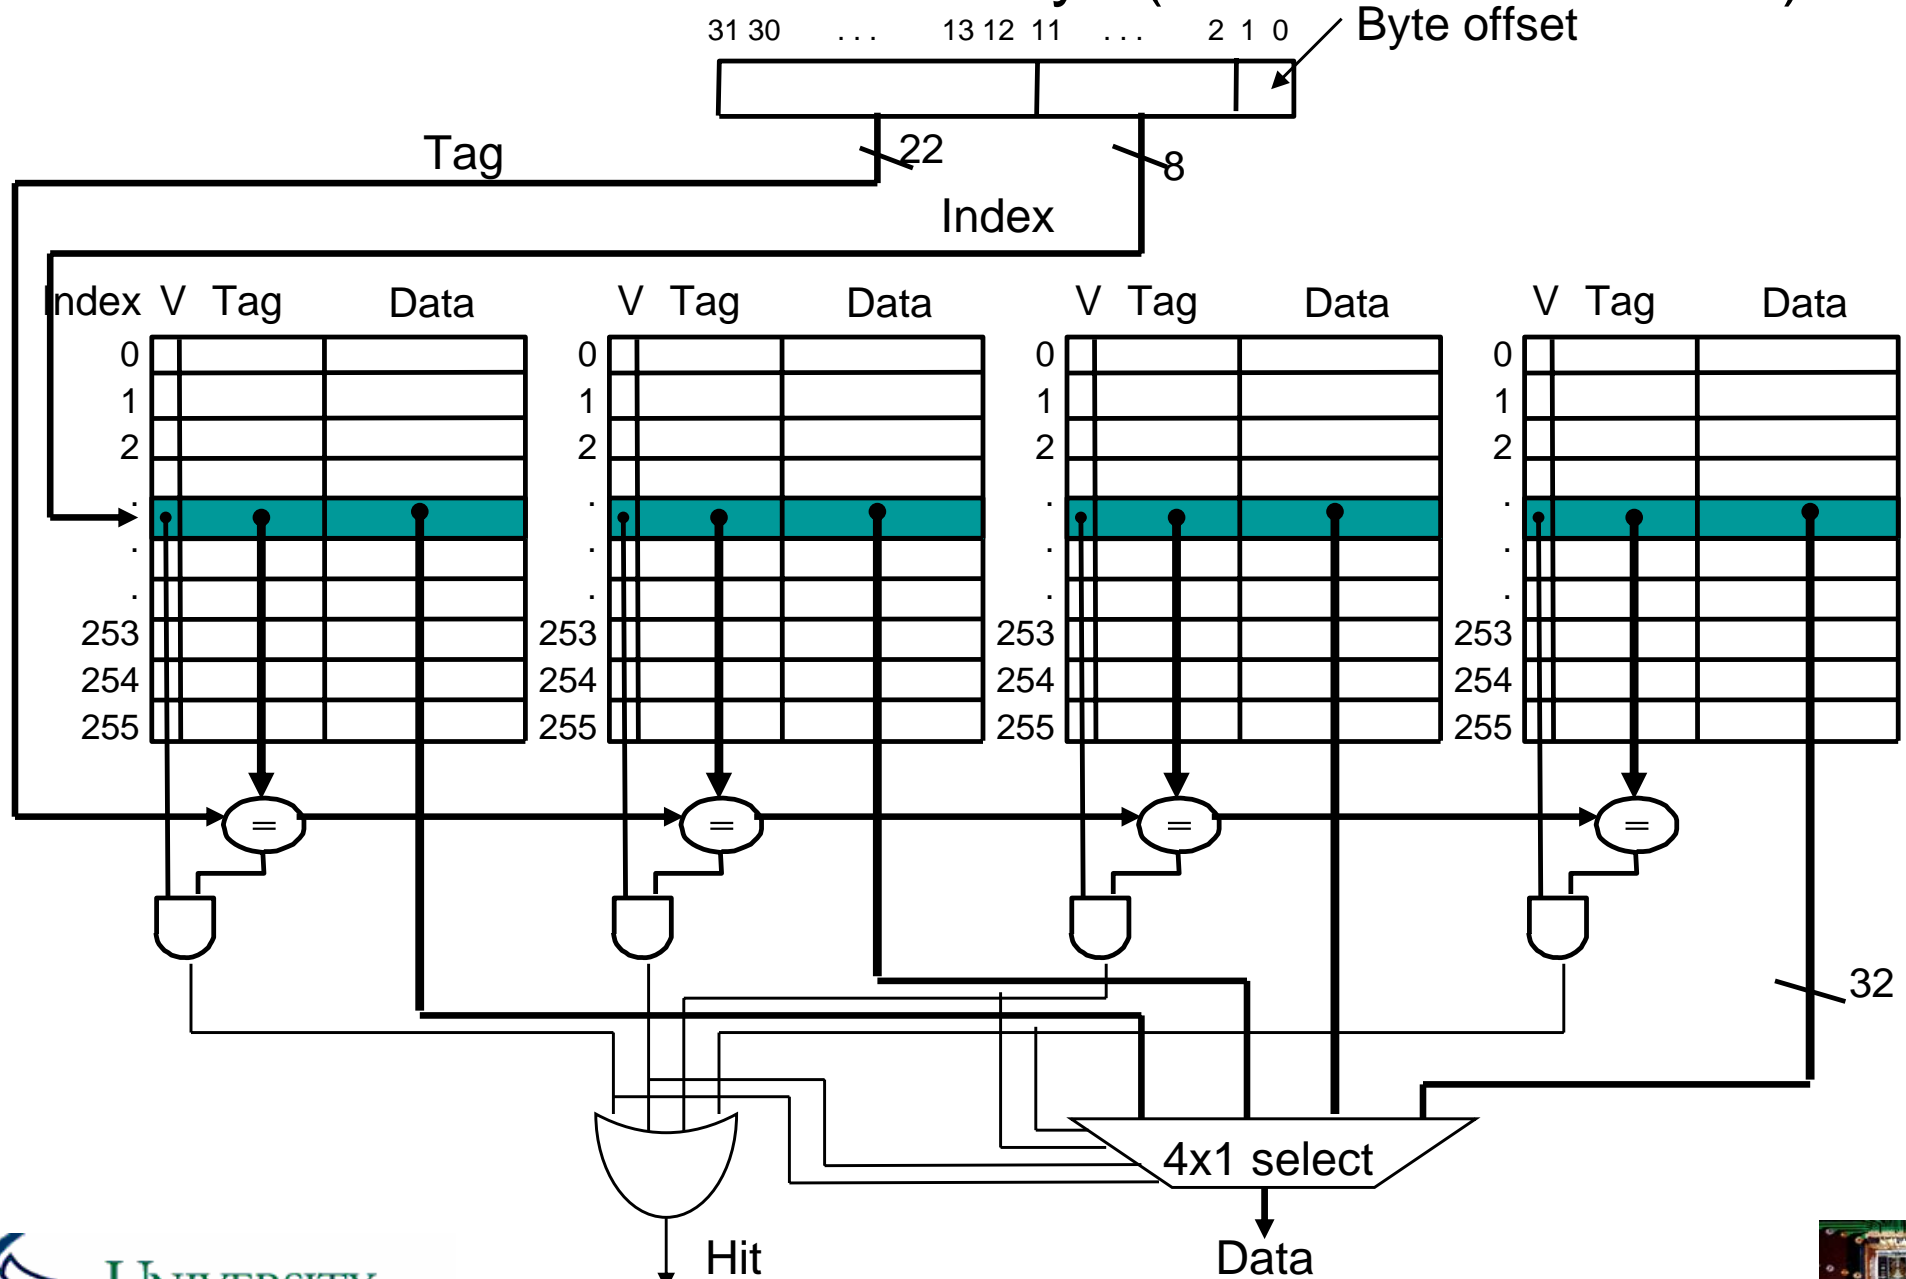 31 30 . . . 13 12 11 . . . 2 1 0
Byte offset
22
8
Tag
Index
Index V Tag Data V Tag Data V Tag Data V Tag Data
0 0 0 0
1 1 1 1
2 2 2 2
. . . .
. . . .
. . . .
253 253 253 253
254 254 254 254
255 255 255 255
= = = =
32
4x1 select
Hit
Data
UNIVERSITY